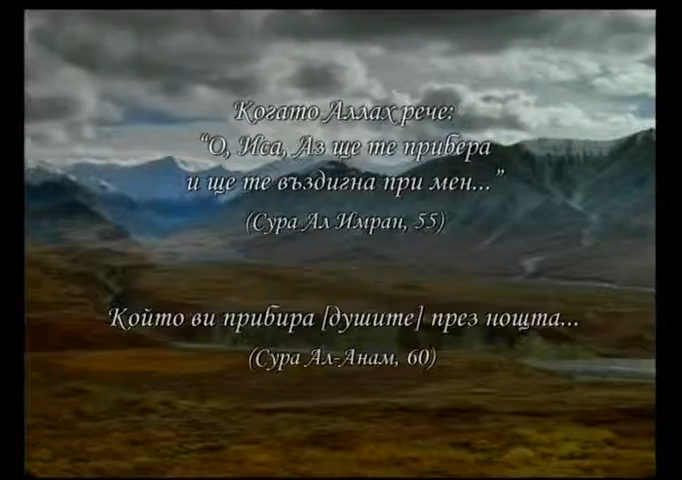 Когато Аллах рече:
“О, Иса, Аз ще те прибера
и ще те въздигна при мен...”
(Сура Ал Имран, 55)
Който ви прибира [душите] през нощта...
(Сура Ал-Анам, 60)